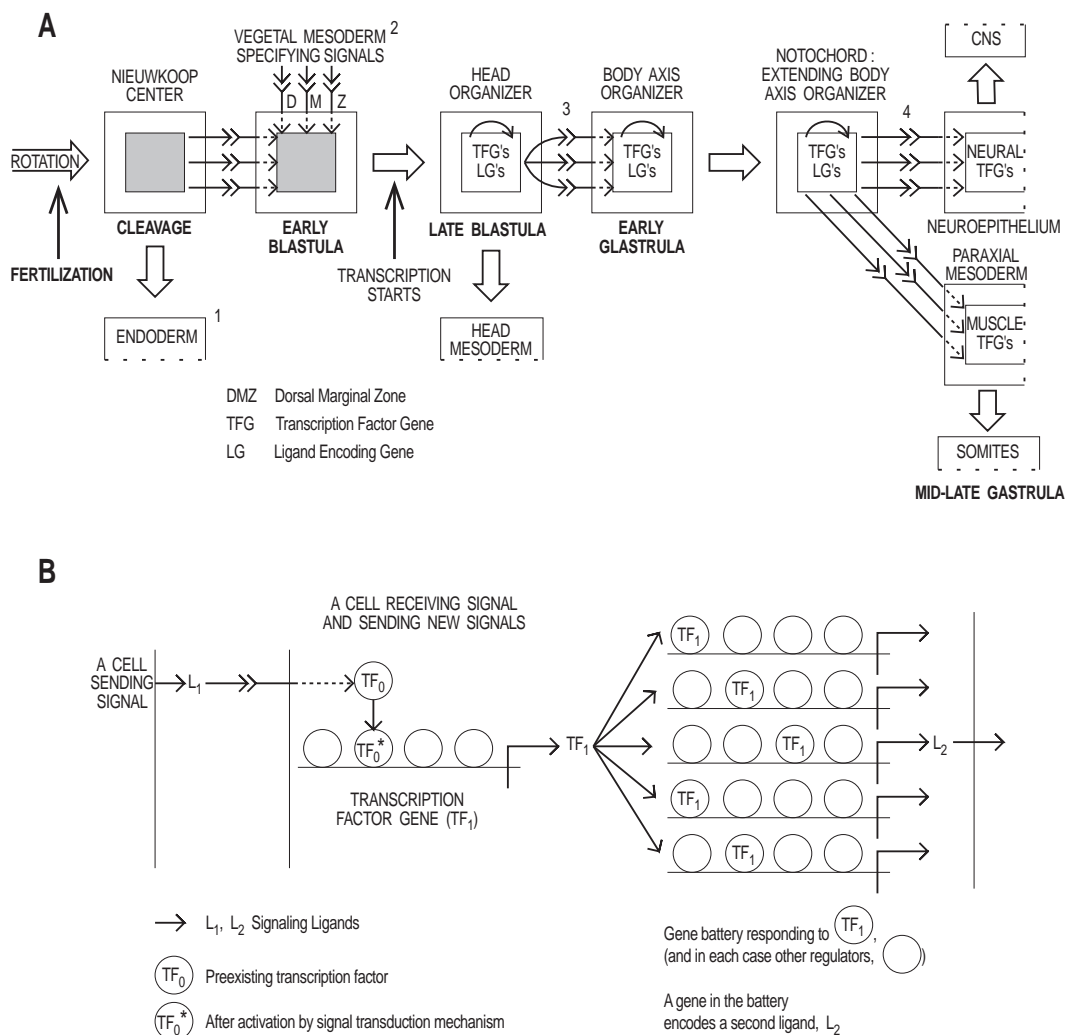 A
NIEUWKOOP
CENTER
VEGETAL MESODERM 2
SPECIFYING SIGNALS
D M Z
HEAD
ORGANIZER
3
BODY AXIS
ORGANIZER
NOTOCHORD :
EXTENDING BODY
AXIS ORGANIZER
4
CNS
ROTATION
TFG's
LG's
TFG's
LG's
TFG's
LG's
NEURAL
TFG's
CLEAVAGE
EARLY
BLASTULA
LATE BLASTULA
EARLY
GLASTRULA
NEUROEPITHELIUM
FERTILIZATION
TRANSCRIPTION
STARTS
PARAXIAL
MESODERM
ENDODERM
1
HEAD
MESODERM
MUSCLE
TFG's
DMZ Dorsal Marginal Zone
TFG Transcription Factor Gene
LG Ligand Encoding Gene
SOMITES
MID-LATE GASTRULA
B
A CELL RECEIVING SIGNAL
AND SENDING NEW SIGNALS
A CELL
SENDING
SIGNAL
L1
TF0
TF0*
TRANSCRIPTION
FACTOR GENE (TF1)
TF1
TF1
TF1
TF1
TF1
TF1
L2
L1, L2 Signaling Ligands
TF0 Preexisting transcription factor
TF0* After activation by signal transduction mechanism
Gene battery responding to TF1,
(and in each case other regulators, )
A gene in the battery
encodes a second ligand, L2